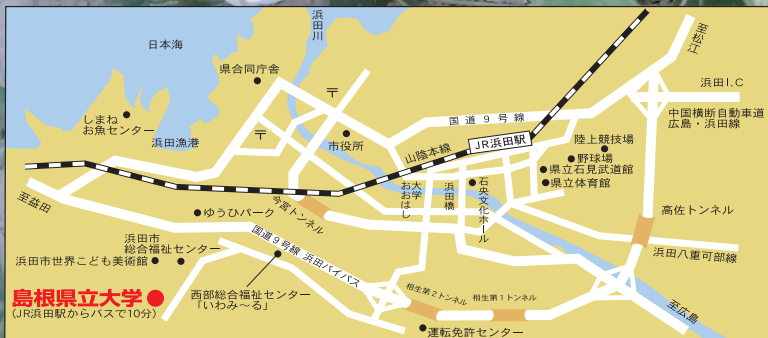 浜田川
日本海
至松江
県合同庁舎
〒
浜田I.C
しまね
お魚センター
国道9号線
中国横断自動車道
広島・浜田線
浜田漁港
〒
市役所
JR浜田駅
陸上競技場
山陰本線
野球場
県立石見武道館
県立体育館
大学
おおはし
浜田橋
石央文化ホール
至益田
今宮トンネル
ゆうひパーク
高佐トンネル
浜田市
総合福祉センター
国道9号線 浜田バイパス
浜田八重可部線
浜田市世界こども美術館
島根県立大学
(JR浜田駅からバスで10分)
西部総合福祉センター
「いわみ〜る」
相生第2トンネル
相生第1トンネル
至広島
運転免許センター